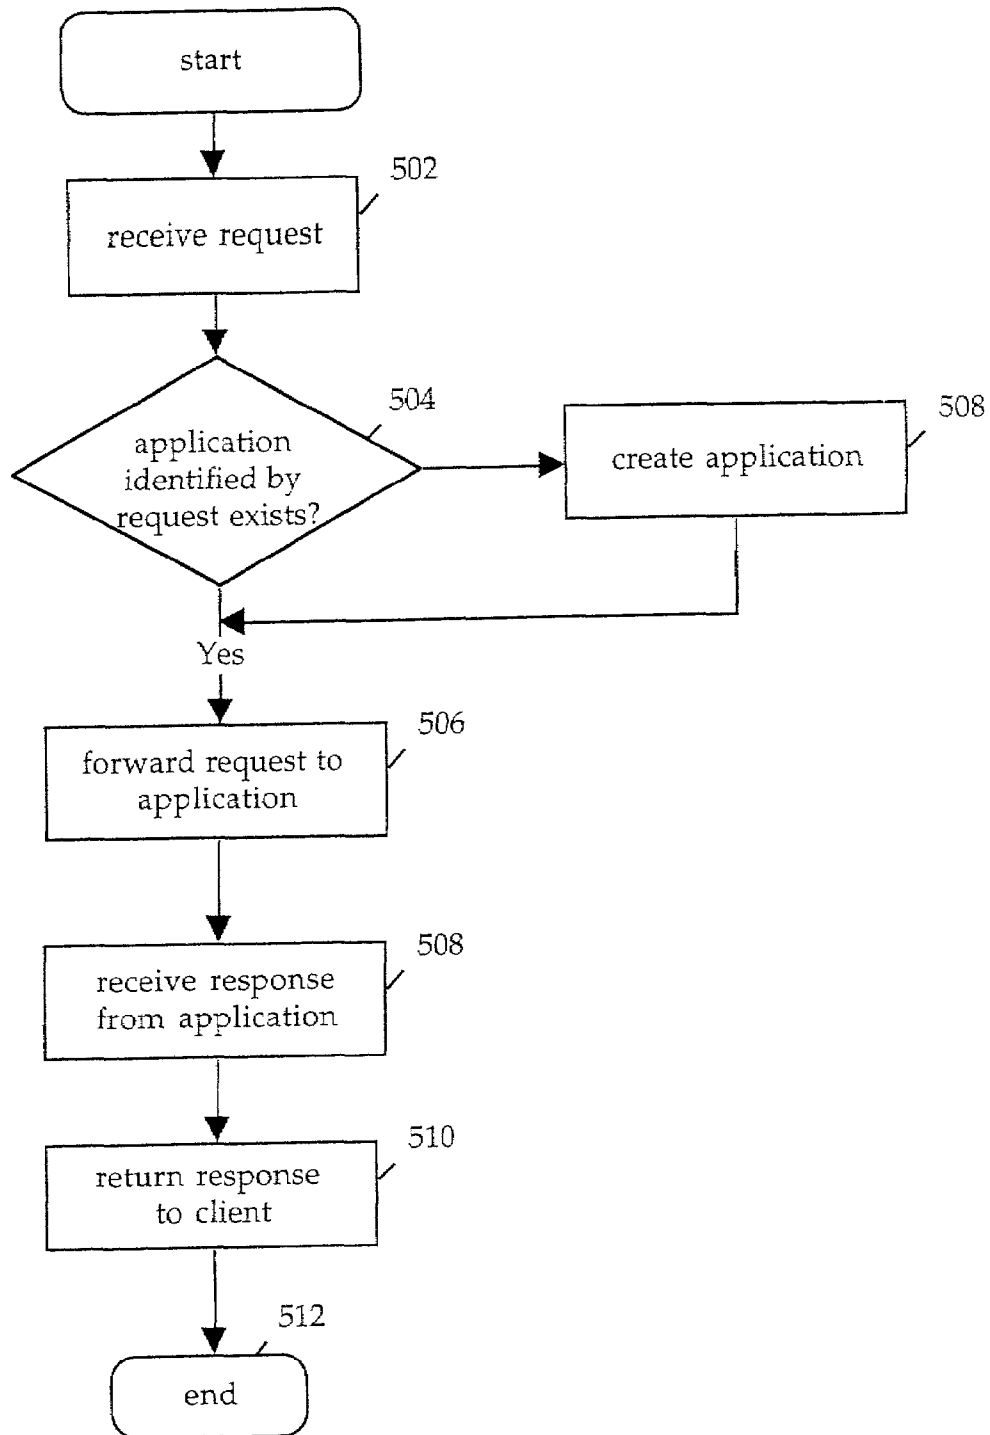 start
502
receive request
504
application
identified by
request exists?
508
create application
Yes
506
forward request to
application
508
receive response
from application
510
return response
to client
512
end